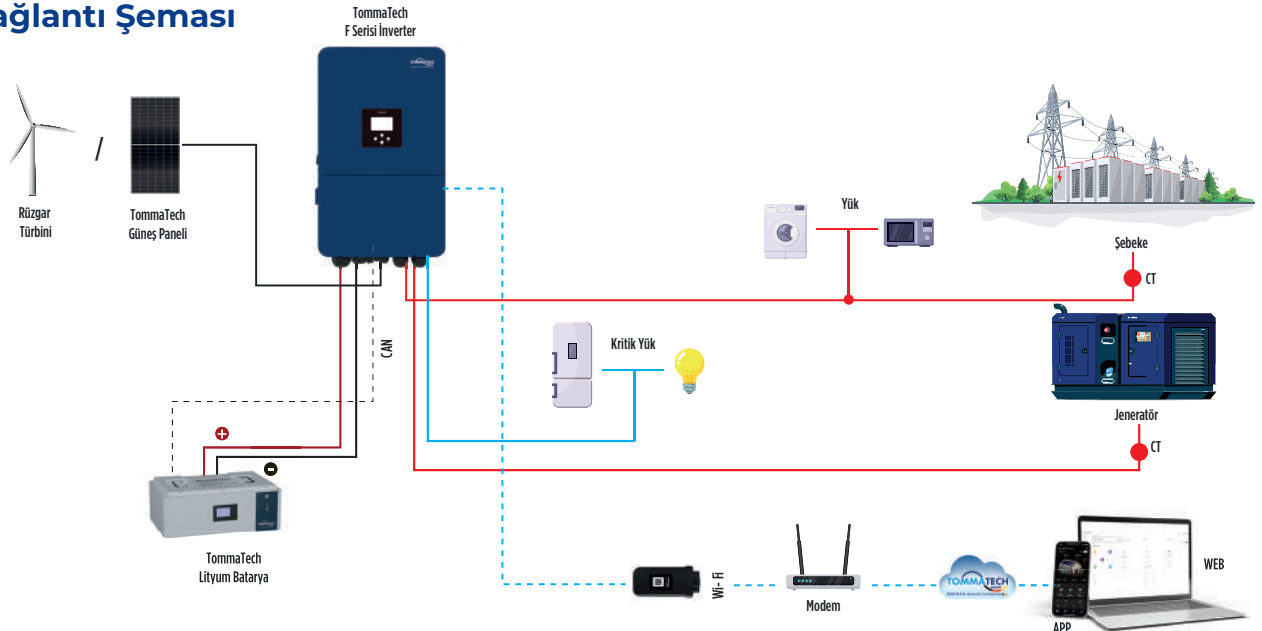 ağlantı Şeması
TommaTech
F Serisi İnverter
/
Rüzgar
Türbini
TommaTech
Güneş Paneli
Yük
Şebeke
CT
CAN
Kritik Yük
Jeneratör
CT
TommaTech
Lityum Batarya
Wi- Fi
Modem
TOMMATECH
WEB
APP